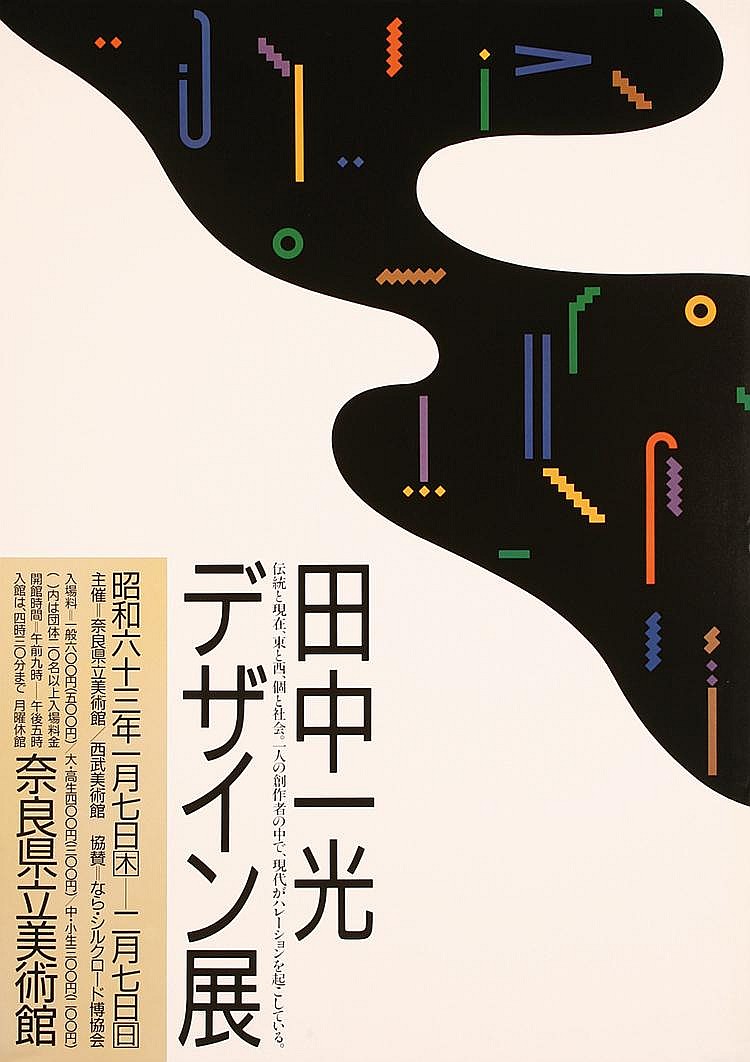 田中一光
伝統と現在、東と西、個と社会。一人の創作者の中で、現代がハレーションを起こしている。
デザイン展
昭和六十三年一月七日木—二月七日日
主催＝奈良県立美術館／西武美術館　協賛＝なら・シルクロード博協会
入場料＝一般六〇〇円(五〇〇円)／大・高生四〇〇円(三〇〇円)／中・小生三〇〇円(二〇〇円)
( )内は団体二〇名以上入場料金
開館時間＝午前九時—午後五時
入館は、四時三〇分まで 月曜休館
奈良県立美術館